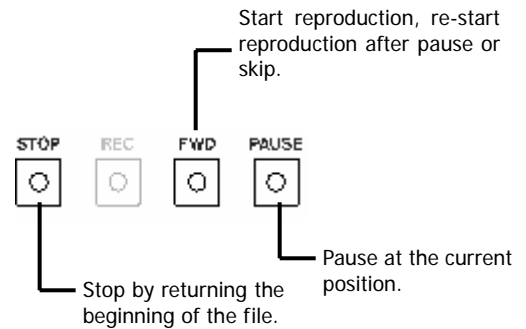 Start reproduction, re-start
reproduction after pause or
skip.
STOP REC FWD PAUSE
Pause at the current
position.
Stop by returning the
beginning of the file.